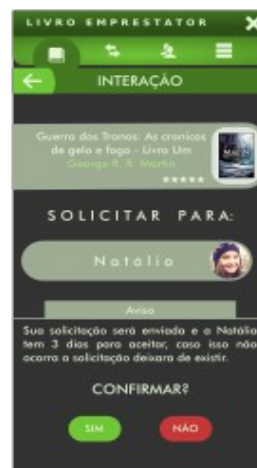 LIVRO EMPRESTATOR
INTERAÇÃO
Guerra dos Tronos: As cronicas
de gelo e fogo - Livro Um
George R. R. Martin
SOLICITAR PARA:
Natália
Aviso
Sua solicitação será enviada e a Natália
tem 3 dias para aceitar, caso isso não
ocorra a solicitação deixara de existir.
CONFIRMAR?
SIM
NÃO